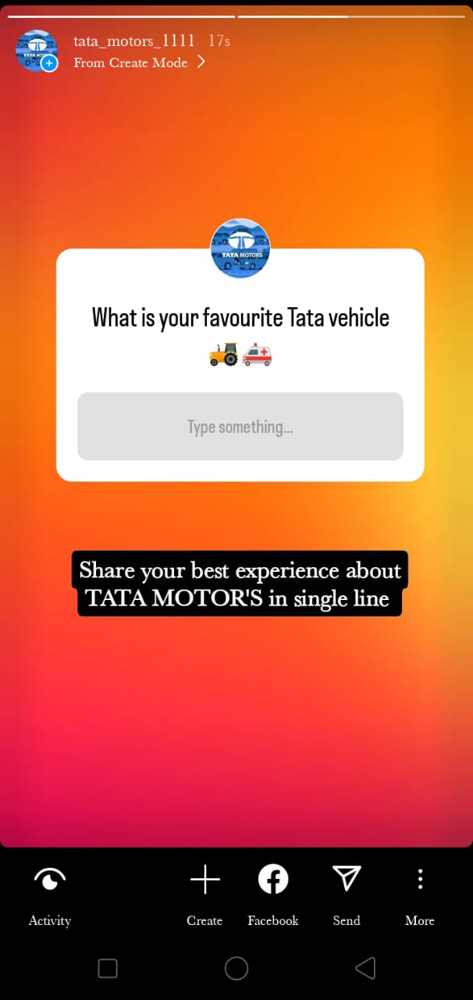 tata_motors_1111 17s
From Create Mode
TATA MOTORS
What is your favourite Tata vehicle
Type something...
Share your best experience about
TATA MOTOR'S in single line
Activity
Create
Facebook
Send
More